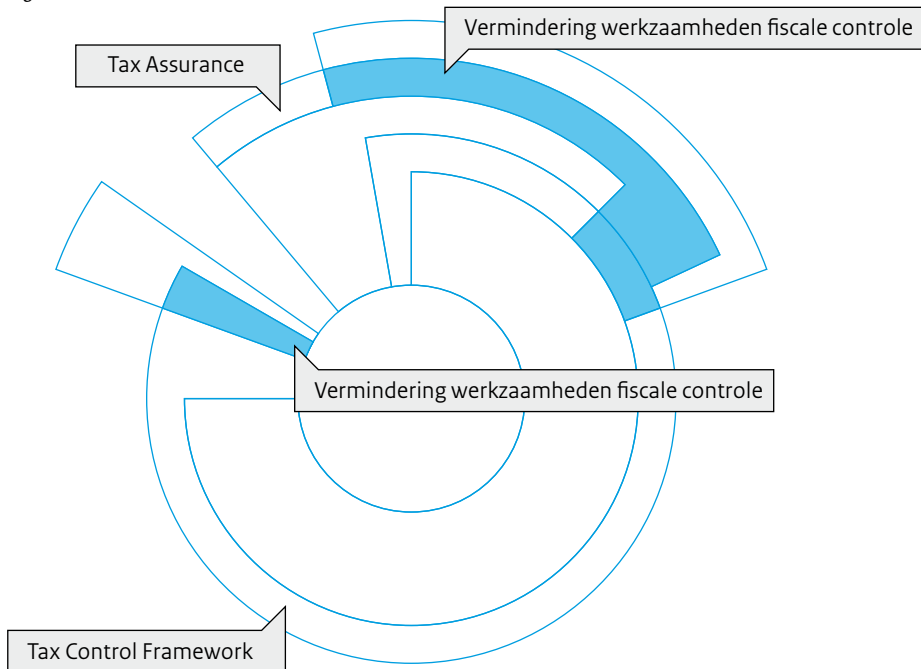 Vermindering werkzaamheden fiscale controle
Tax Assurance
Vermindering werkzaamheden fiscale controle
Tax Control Framework